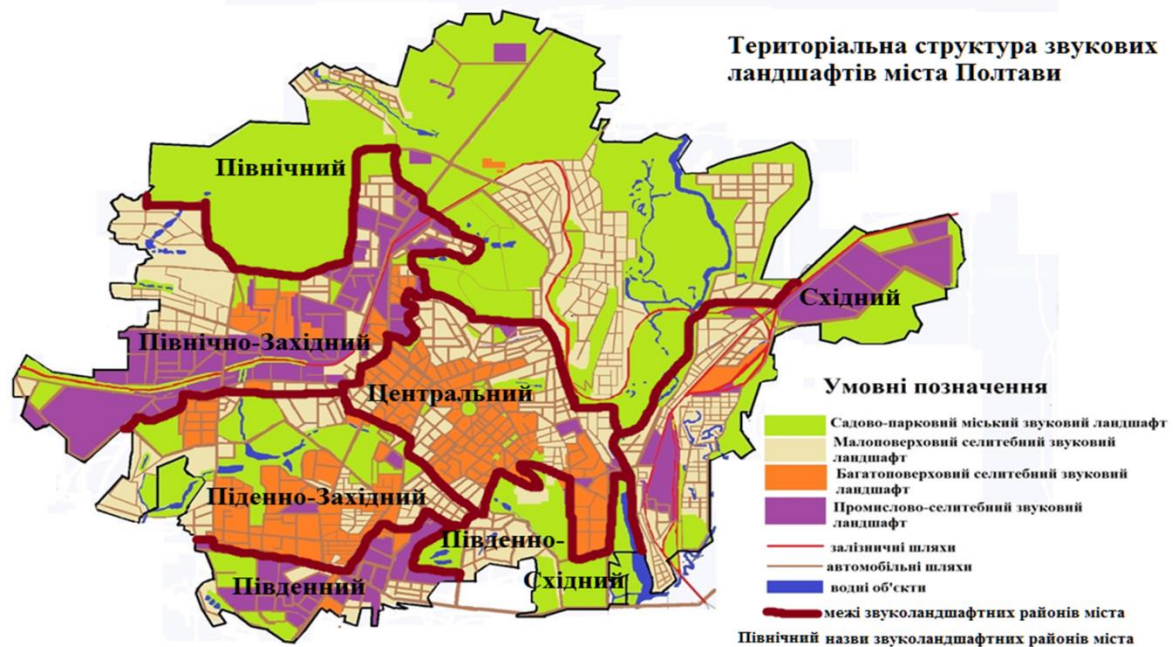 Територіальна структура звукових
ландшафтів міста Полтави
Північний
Східний
Північно-Західний
Центральний
Піденно-Західний
Південно-
Східний
Південний
Умовні позначення
Садово-парковий міський звуковий ландшафт
Малоповерховий селитебний звуковий
ландшафт
Багатоповерховий селитебний звуковий
ландшафт
Промислово-селитебний звуковий
ландшафт
залізничні шляхи
автомобільні шляхи
водні об'єкти
межі звуколандшафтних районів міста
Північний назви звуколандшафтних районів міста